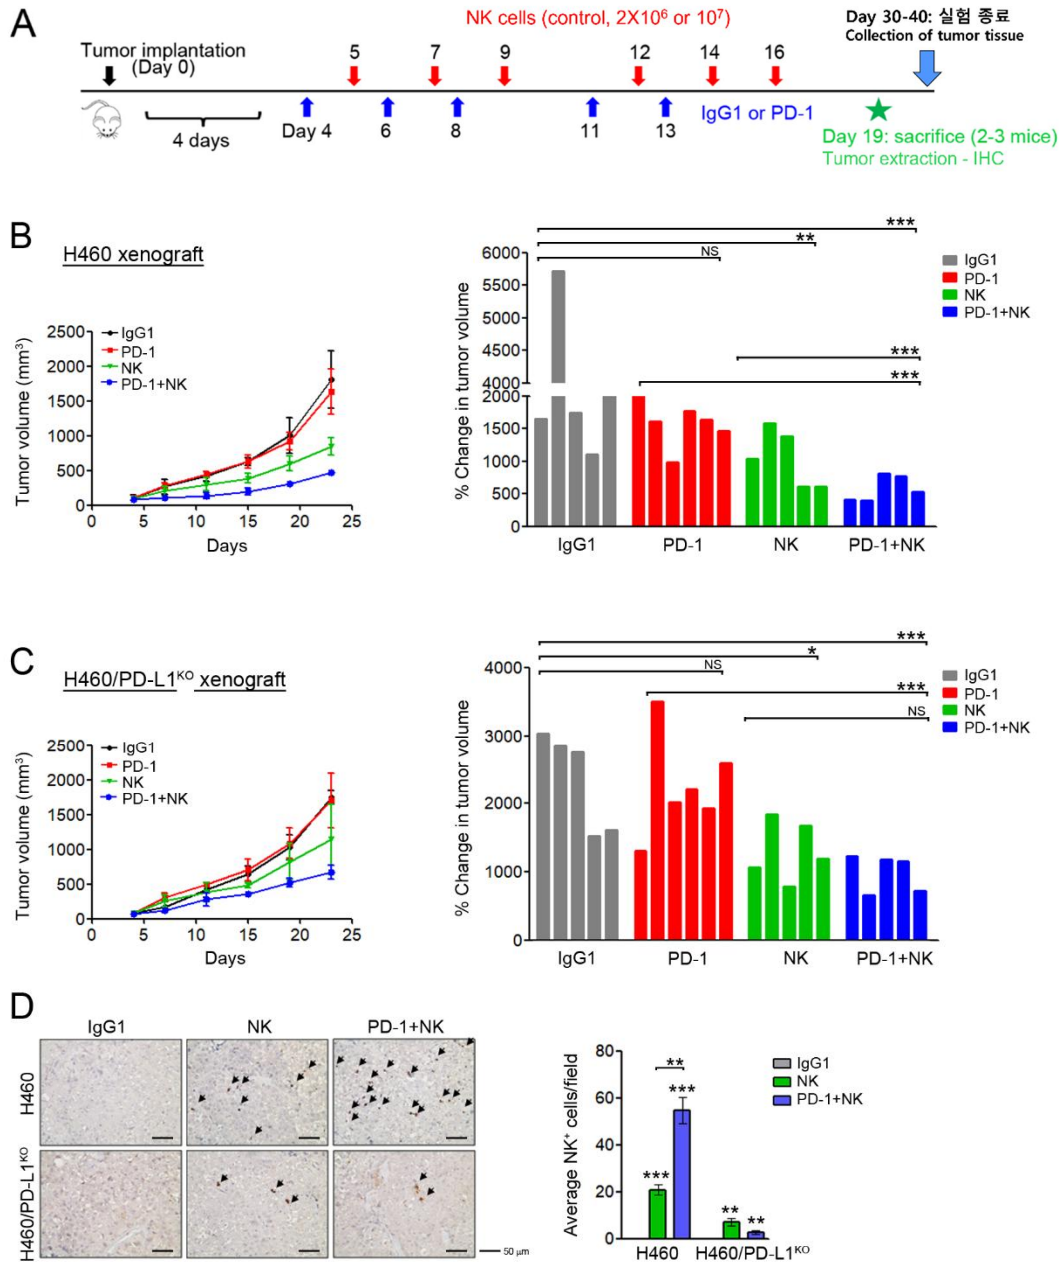 A
NK cells (control, 2X10⁶ or 10⁷)
Day 30-40: 실험 종료
Collection of tumor tissue
Tumor implantation
(Day 0)
5 7 9 12 14 16
4 days
Day 4 6 8 11 13
IgG1 or PD-1
Day 19: sacrifice (2-3 mice)
Tumor extraction - IHC
B
H460 xenograft
Tumor volume (mm³)
2500
2000
1500
1000
500
0
0 5 10 15 20 25
Days
IgG1
PD-1
NK
PD-1+NK
% Change in tumor volume
6000
5500
5000
4500
4000
2000
1500
1000
500
0
***
**
NS
***
***
IgG1 PD-1 NK PD-1+NK
IgG1
PD-1
NK
PD-1+NK
C
H460/PD-L1ᴷᴼ xenograft
Tumor volume (mm³)
2500
2000
1500
1000
500
0
0 5 10 15 20 25
Days
IgG1
PD-1
NK
PD-1+NK
% Change in tumor volume
4000
3000
2000
1000
0
***
*
NS
***
NS
IgG1 PD-1 NK PD-1+NK
IgG1
PD-1
NK
PD-1+NK
D
IgG1 NK PD-1+NK
H460
H460/PD-L1ᴷᴼ
50 μm
Average NK⁺ cells/field
80
60
40
20
0
**
***
***
**
**
H460 H460/PD-L1ᴷᴼ
IgG1
NK
PD-1+NK